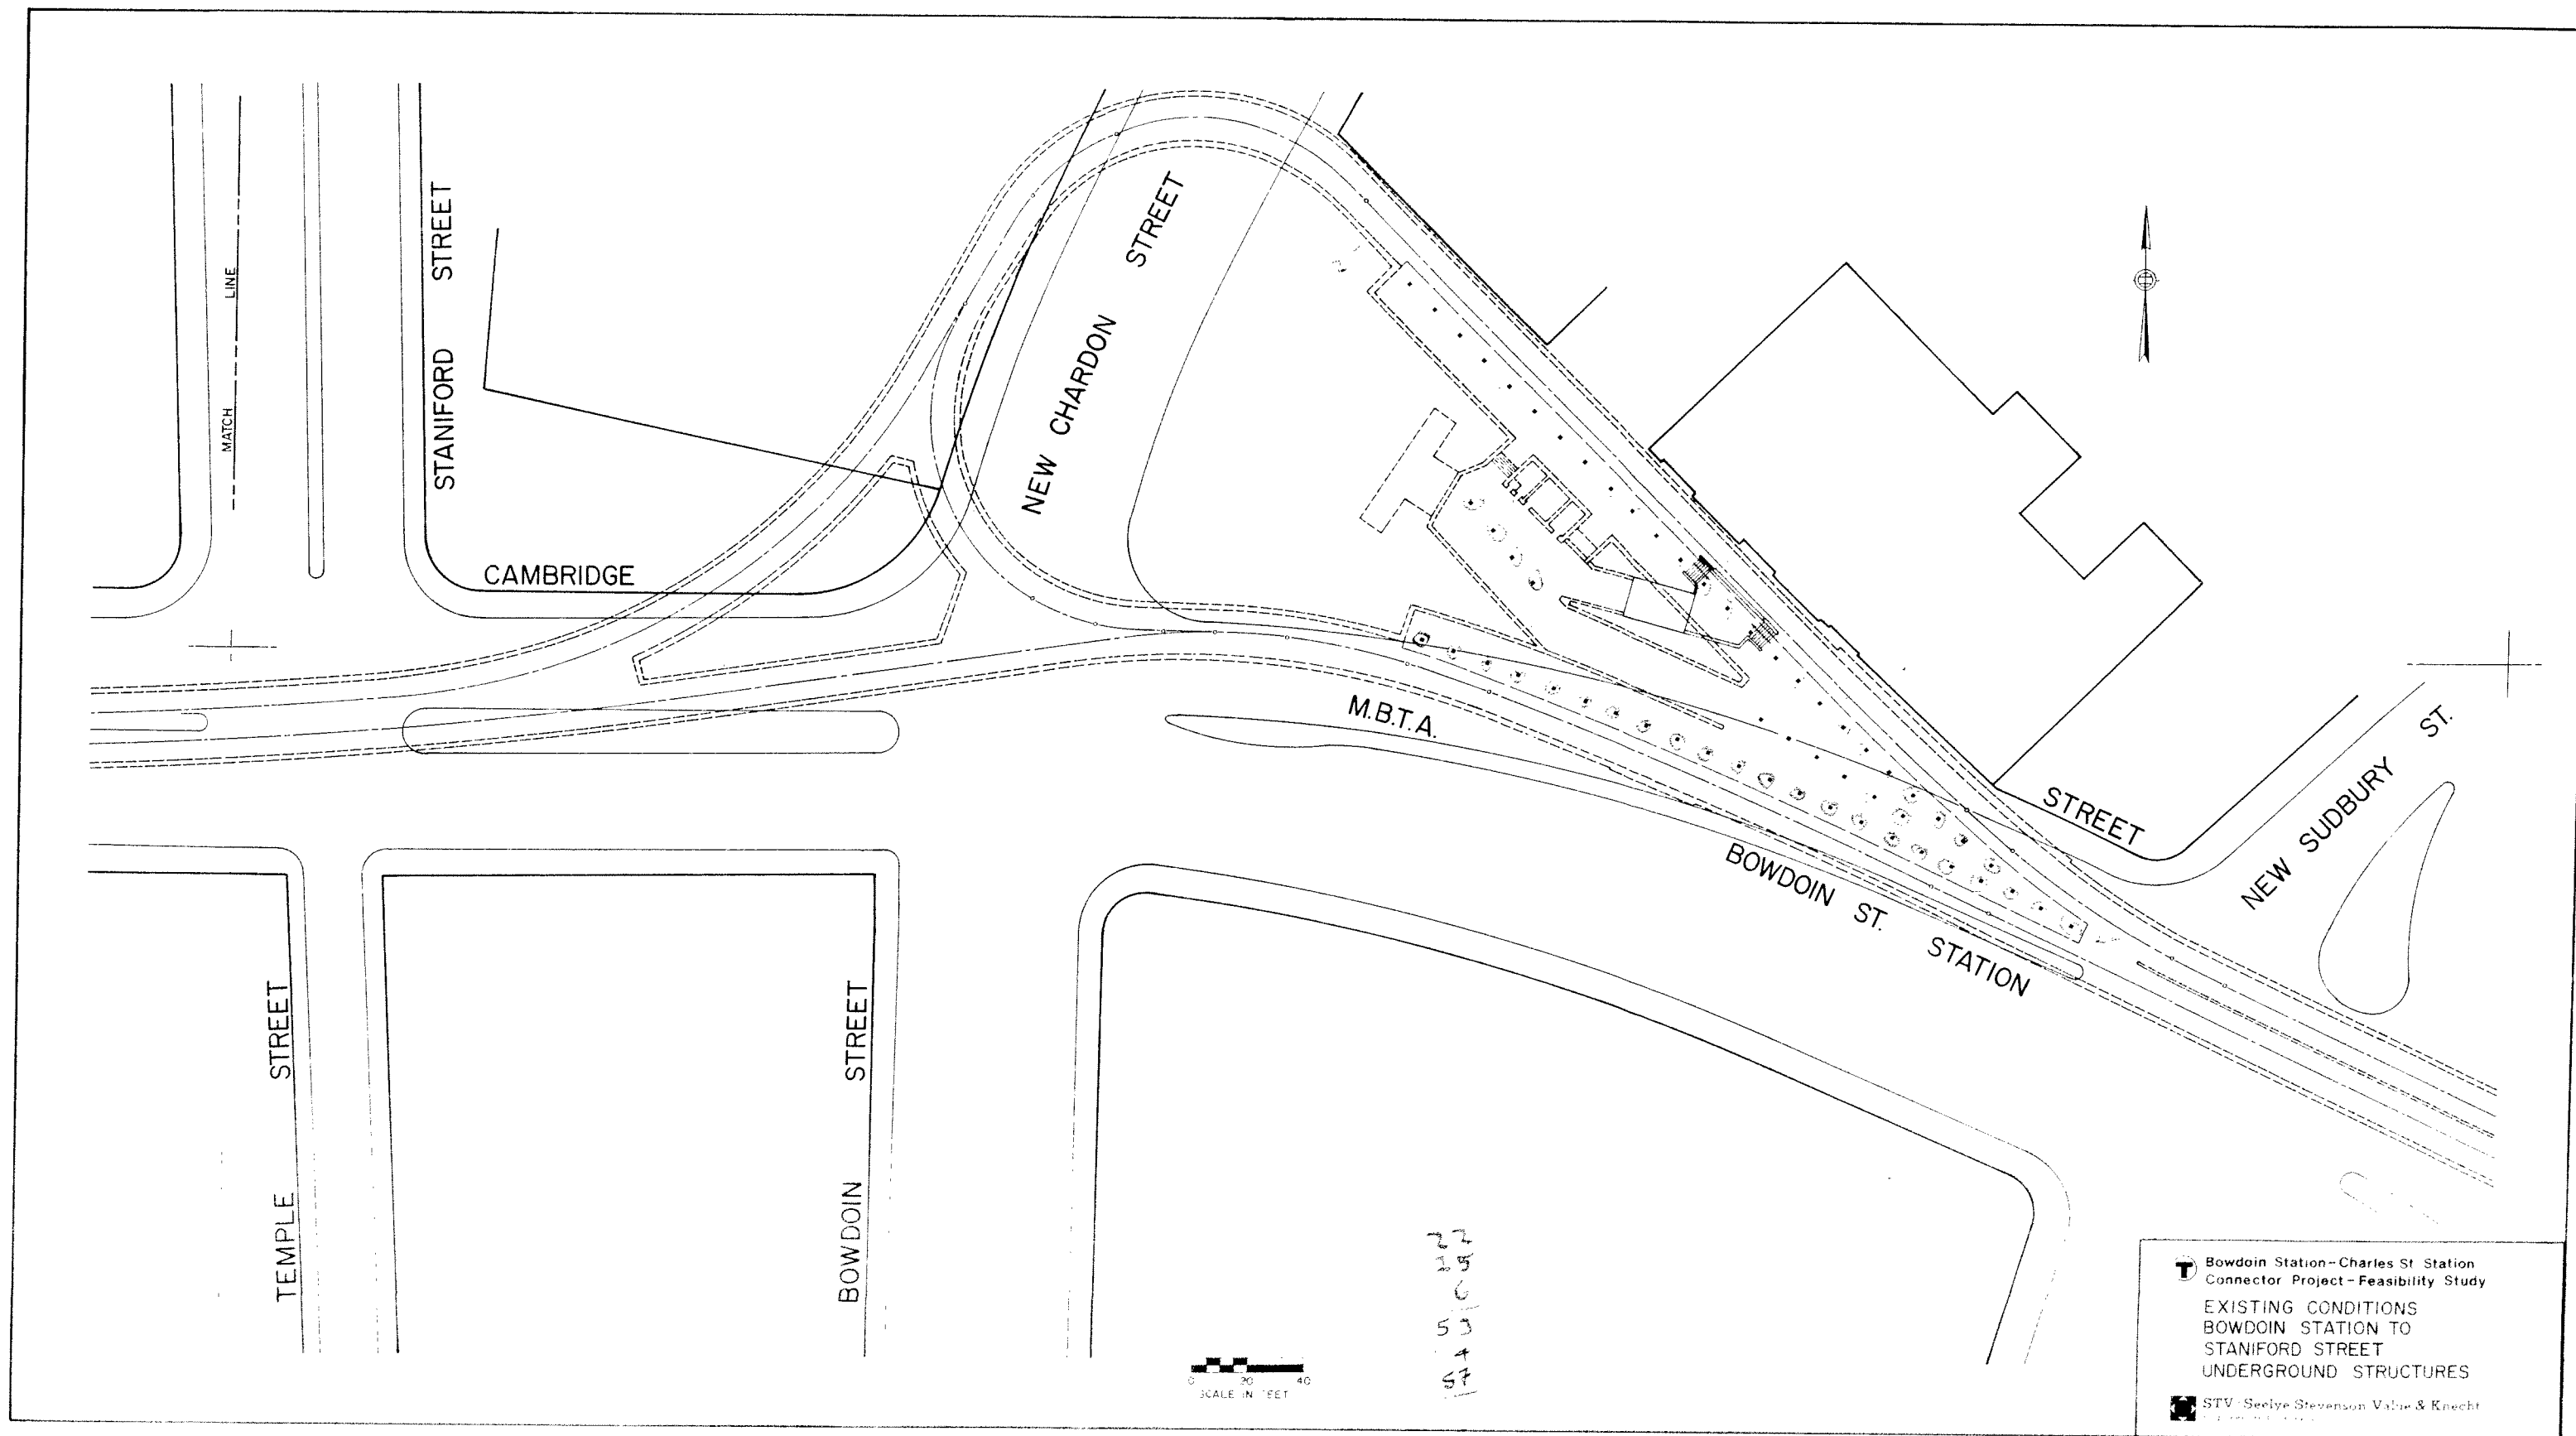 STANIFORD STREET
MATCH LINE
NEW CHARDON STREET
CAMBRIDGE
STREET
NEW SUDBURY ST.
M.B.T.A.
BOWDOIN ST. STATION
TEMPLE STREET
BOWDOIN STREET
22
6
4
57
0 20 40
SCALE IN FEET
T
Bowdoin Station-Charles St Station
Connector Project-Feasibility Study
EXISTING CONDITIONS
BOWDOIN STATION TO
STANIFORD STREET
UNDERGROUND STRUCTURES
STV Seelye Stevenson Value & Knecht